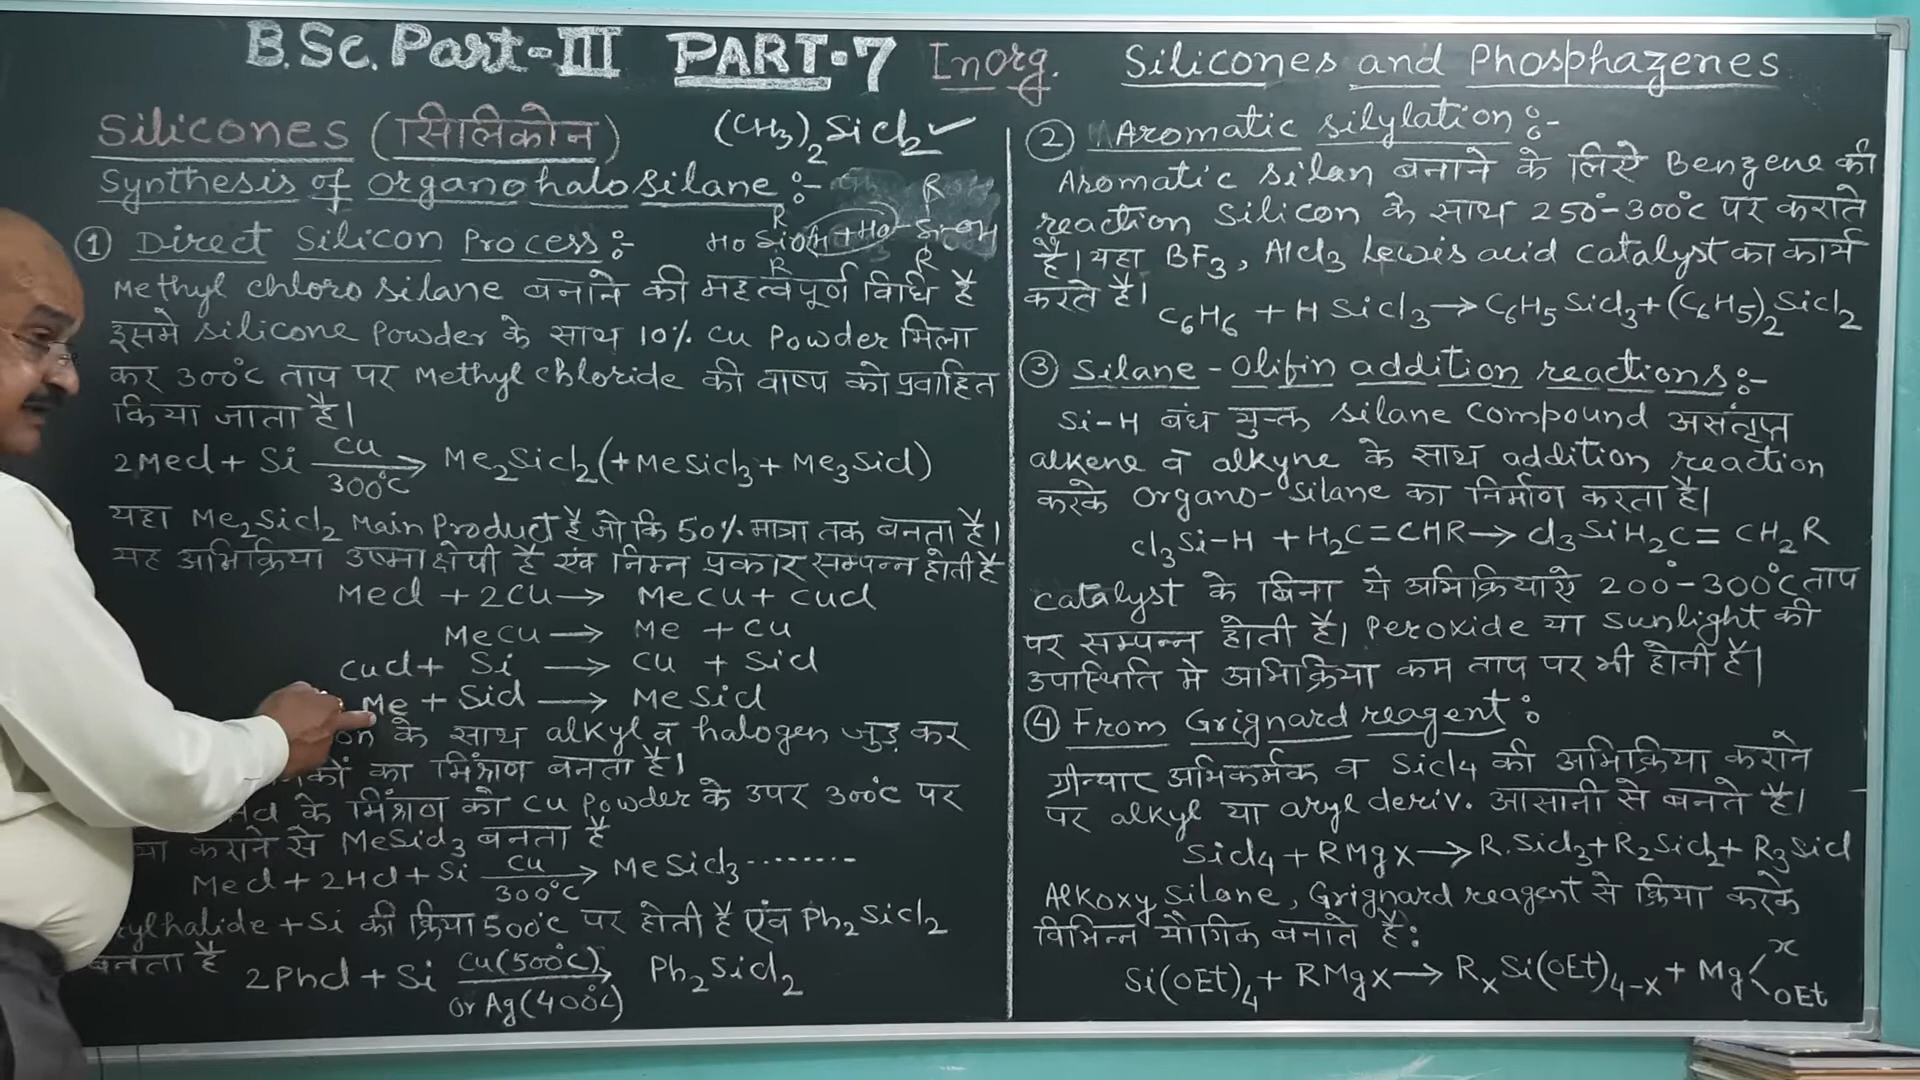 B.Sc. Part-III PART-7 Inorg. Silicones and Phosphazenes
Silicones (सिलिकोन) (CH3)2 SiCl2 ✓
Synthesis of organohalosilane :-
① Direct Silicon Process :-
R R
HO SiOH + HO - Si-OH
R R
Methyl chlorosilane बनाने की महत्वपूर्ण विधि है
इसमे silicone Powder के साथ 10% Cu Powder मिला
कर 300°C ताप पर Methyl chloride की वाष्प को प्रवाहित
किया जाता है।
2MeCl + Si —Cu/300°C→ Me2SiCl2 (+MeSiCl3 + Me3SiCl)
यहा Me2SiCl2 Main Product है जो कि 50% मात्रा तक बनता है।
यह अभिक्रिया उष्माक्षेपी है एंव निम्न प्रकार सम्पन्न होती है
MeCl + 2Cu → MeCu + CuCl
MeCu → Me + Cu
CuCl + Si → Cu + SiCl
Me + SiCl → MeSiCl
on के साथ alkyl व halogen जुड़ कर
का मिंश्रण बनता है।
के मिंश्रण को Cu Powder के उपर 300°C पर
कराने से MeSiCl3 बनता है
MeCl + 2HCl + Si —Cu/300°C→ MeSiCl3 --------
ylhalide + Si की क्रिया 500°C पर होती है एंव Ph2SiCl2
बनता है
2PhCl + Si —Cu(500°C) or Ag(400°C)→ Ph2SiCl2
② Aromatic silylation :-
Aromatic silan बनाने के लिऐ Benzene की
reaction silicon के साथ 250°-300°C पर कराते
है। यहा BF3, AlCl3 Lewis acid catalyst का कार्य
करते है।
C6H6 + HSiCl3 → C6H5SiCl3 + (C6H5)2SiCl2
③ Silane-Olifin addition reactions :-
Si-H बंध युक्त silane compound असंतृप्त
alkene व alkyne के साथ addition reaction
करके organo-silane का निर्माण करता है।
Cl3Si-H + H2C=CHR → Cl3SiH2C=CH2R
catalyst के बिना ये अभिक्रियाऐ 200°-300°C ताप
पर सम्पन्न होती है। Peroxide या Sunlight की
उपस्थिति मे अभिक्रिया कम ताप पर भी होती है।
④ From Grignard reagent :
ग्रीन्यार अभिकर्मक व SiCl4 की अभिक्रिया कराने
पर alkyl या aryl deriv. आसानी से बनते है।
SiCl4 + RMgX → R.SiCl3 + R2SiCl2 + R3SiCl
Alkoxy silane, Grignard reagent से क्रिया करके
विभिन्न यौगिक बनाते है:
Si(OEt)4 + RMgX → RxSi(OEt)4-x + Mg<x OEt